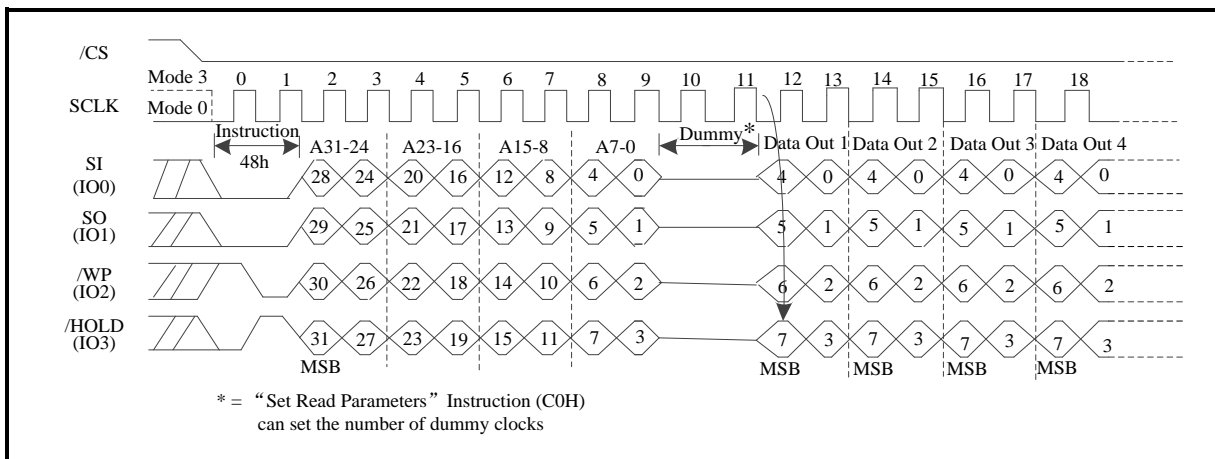 /CS
Mode 3 0 1 2 3 4 5 6 7 8 9 10 11 12 13 14 15 16 17 18
SCLK Mode 0
Instruction A31-24 A23-16 A15-8 A7-0 Dummy* Data Out 1 Data Out 2 Data Out 3 Data Out 4
48h
SI
(IO0) 28 24 20 16 12 8 4 0 4 0 4 0 4 0 4 0
SO
(IO1) 29 25 21 17 13 9 5 1 5 1 5 1 5 1 5 1
/WP
(IO2) 30 26 22 18 14 10 6 2 6 2 6 2 6 2 6 2
/HOLD
(IO3) 31 27 23 19 15 11 7 3 7 3 7 3 7 3 7 3
MSB MSB MSB MSB MSB
* = “Set Read Parameters” Instruction (C0H)
can set the number of dummy clocks